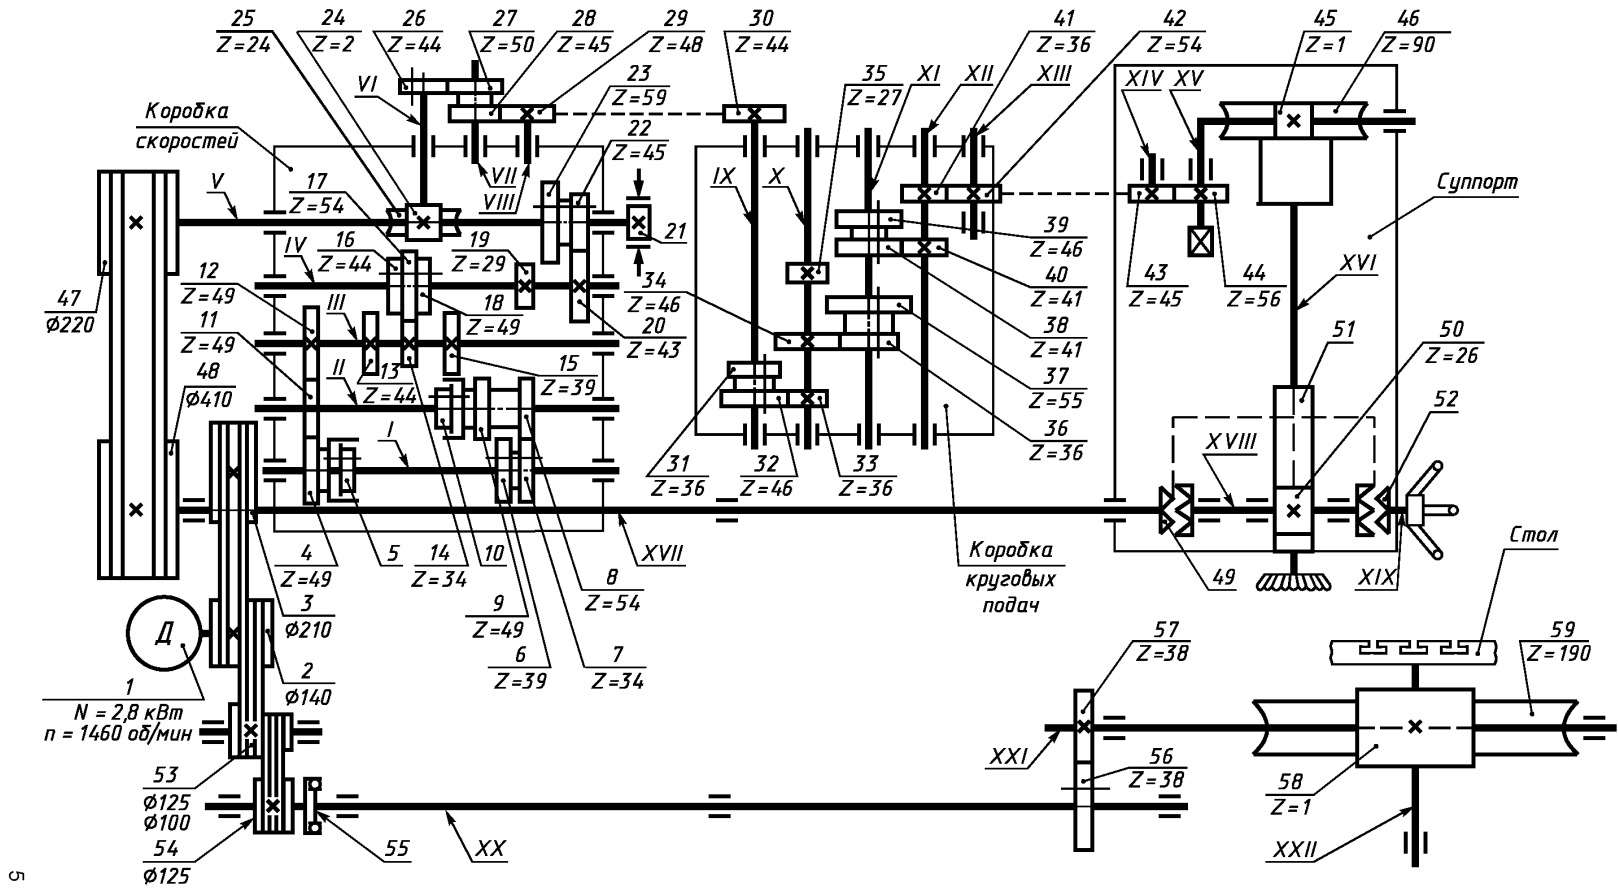 25
Z=24
24
Z=2
26
Z=44
27
Z=50
28
Z=45
29
Z=48
30
Z=44
41
Z=36
42
Z=54
45
Z=1
46
Z=90
23
Z=59
35
Z=27
XI
XII
XIII
XIV
XV
VI
Коробка
скоростей
22
Z=45
V
17
Z=54
VII
VIII
IX
X
Суппорт
21
39
Z=46
IV
16
Z=44
19
Z=29
12
Z=49
18
Z=49
34
Z=46
40
Z=41
43
Z=45
44
Z=56
XVI
47
Ø220
III
11
Z=49
20
Z=43
38
Z=41
51
50
Z=26
48
Ø410
II
13
Z=44
15
Z=39
37
Z=55
52
I
36
Z=36
XVIII
31
Z=36
32
Z=46
33
Z=36
4
Z=49
5
14
Z=34
10
XVII
Коробка
круговых
подач
Стол
8
Z=54
49
XIX
3
Ø210
9
Z=49
Д
6
Z=39
7
Z=34
57
Z=38
59
Z=190
1
N = 2,8 кВт
n = 1460 об/мин
2
Ø140
XXI
56
Z=38
53
Ø125
Ø100
58
Z=1
54
Ø125
55
XX
XXII
5